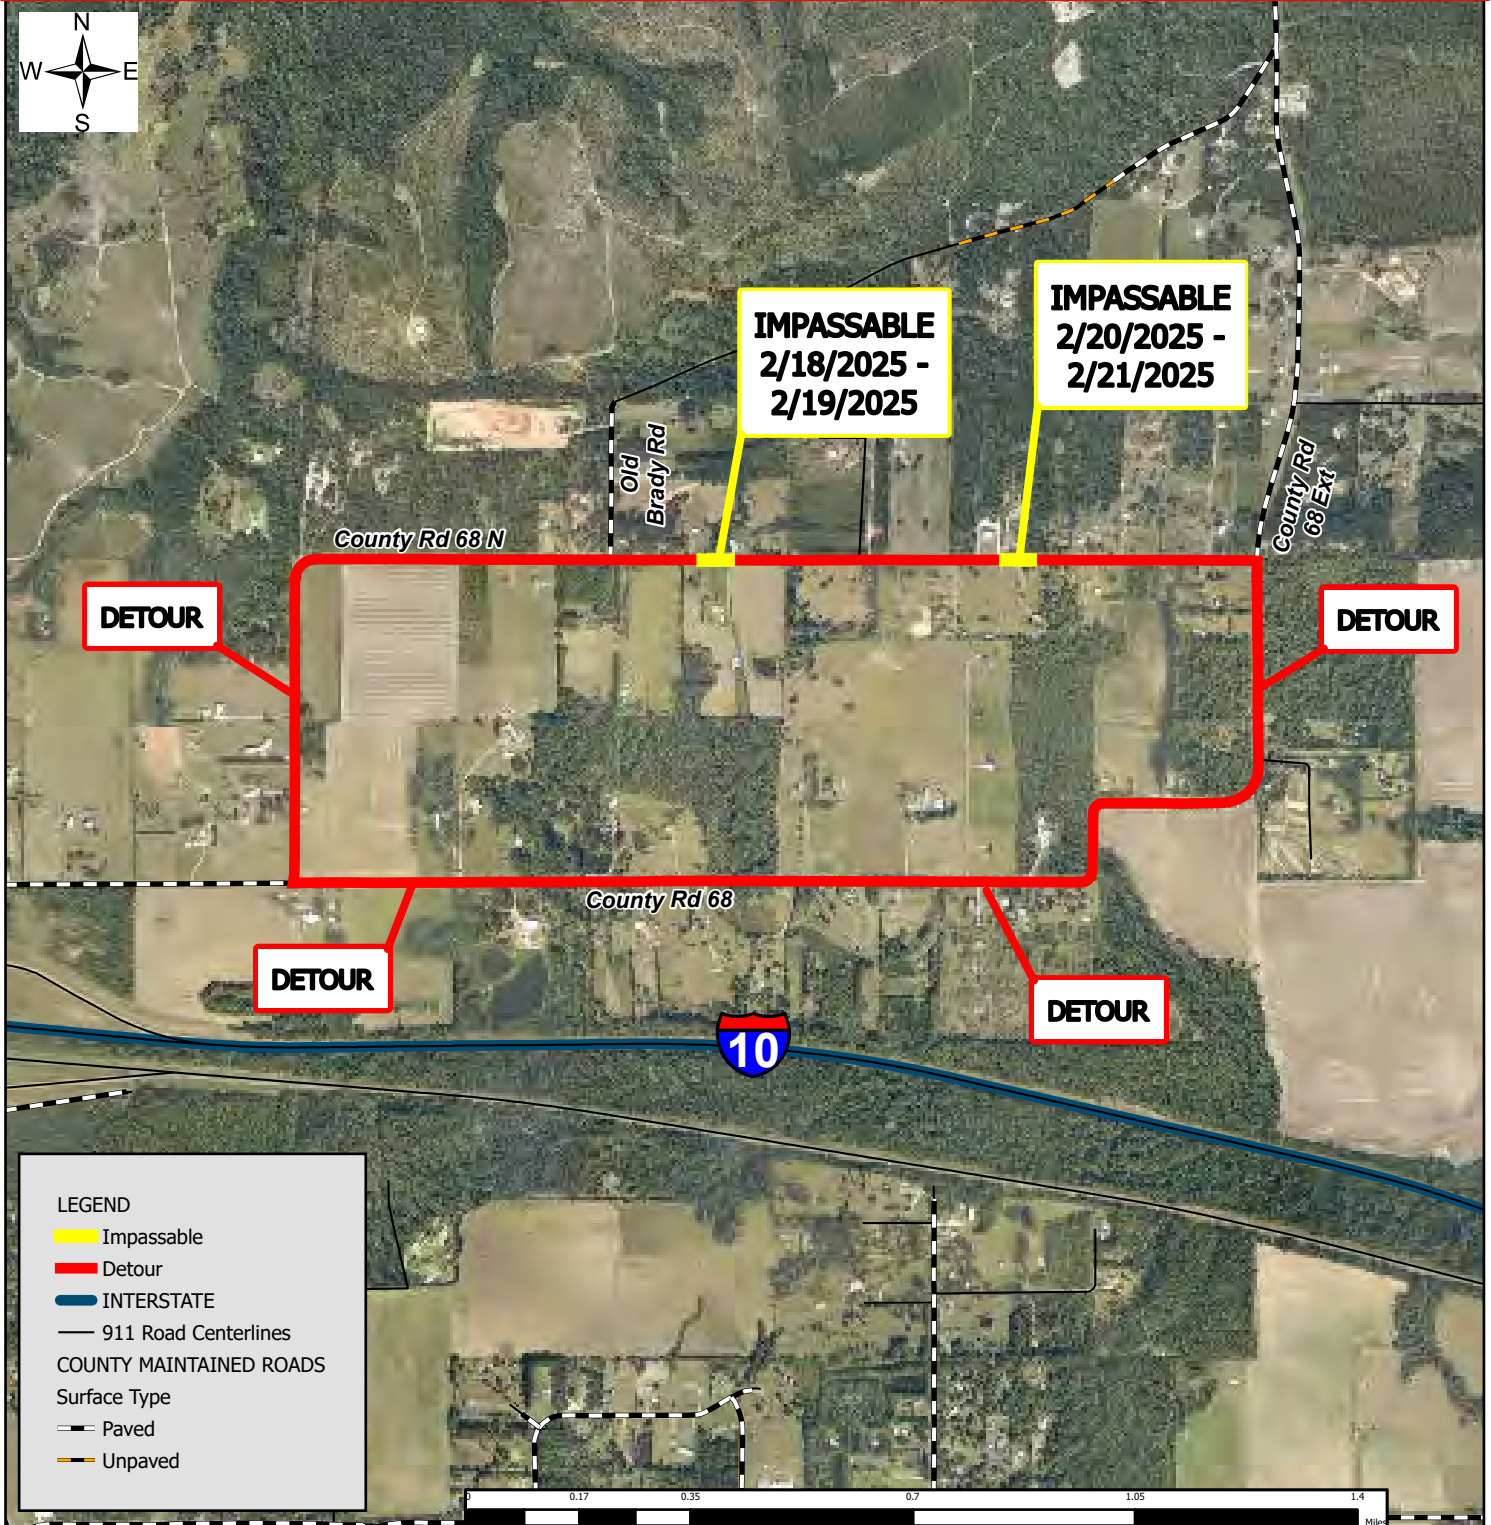 N
W E
S
IMPASSABLE
2/18/2025 -
2/19/2025
IMPASSABLE
2/20/2025 -
2/21/2025
Old
Brady Rd
County Rd
68 Ext
County Rd 68 N
DETOUR
DETOUR
County Rd 68
DETOUR
DETOUR
10
LEGEND
Impassable
Detour
INTERSTATE
911 Road Centerlines
COUNTY MAINTAINED ROADS
Surface Type
Paved
Unpaved
0 0.17 0.35 0.7 1.05 1.4
Miles